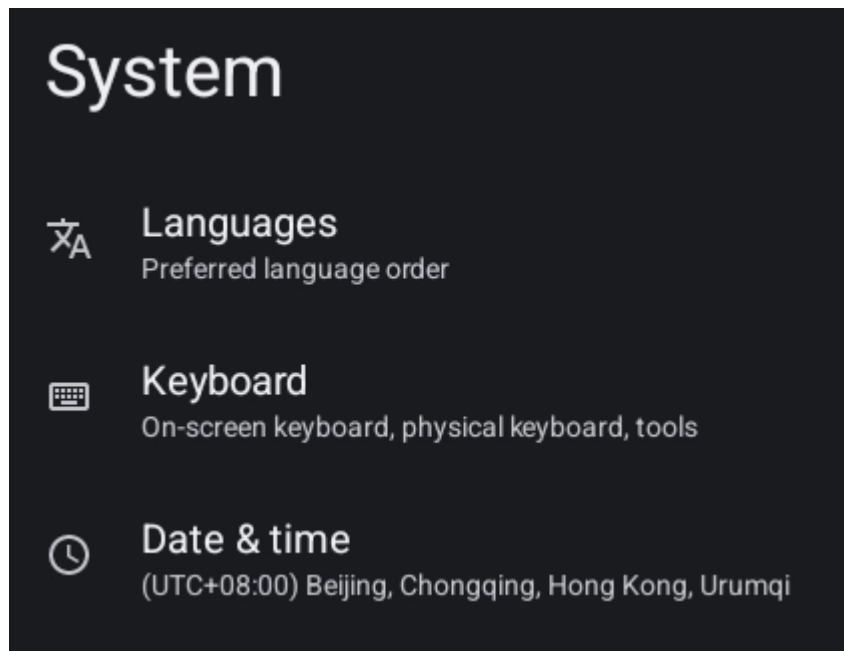 System
Languages
Preferred language order
Keyboard
On-screen keyboard, physical keyboard, tools
Date & time
(UTC+08:00) Beijing, Chongqing, Hong Kong, Urumqi